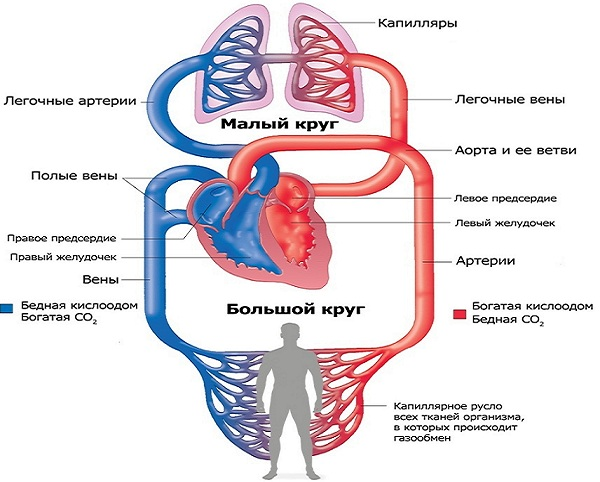 Капилляры
Легочные артерии
Легочные вены
Малый круг
Аорта и ее ветви
Полые вены
Левое предсердие
Левый желудочек
Правое предсердие
Правый желудочек
Артерии
Вены
Бедная кислоодом
Богатая CO2
Большой круг
Богатая кислоодом
Бедная CO2
Капиллярное русло
всех тканей организма,
в которых происходит
газообмен